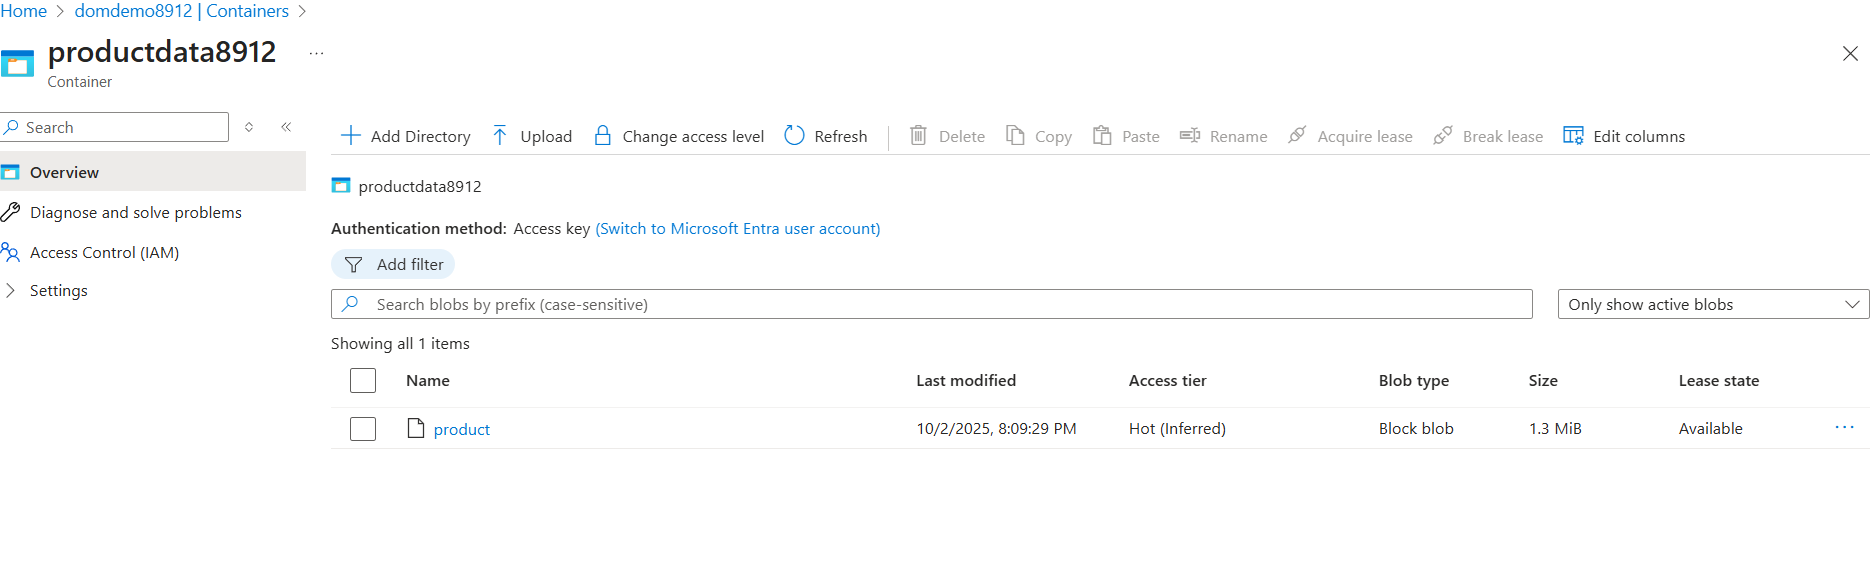 Home > domdemo8912 | Containers >
productdata8912 ...
Container
Search
Overview
Diagnose and solve problems
Access Control (IAM)
Settings
Add Directory Upload Change access level Refresh Delete Copy Paste Rename Acquire lease Break lease Edit columns
productdata8912
Authentication method: Access key (Switch to Microsoft Entra user account)
Add filter
Search blobs by prefix (case-sensitive) Only show active blobs
Showing all 1 items
Name Last modified Access tier Blob type Size Lease state
product 10/2/2025, 8:09:29 PM Hot (Inferred) Block blob 1.3 MiB Available ...